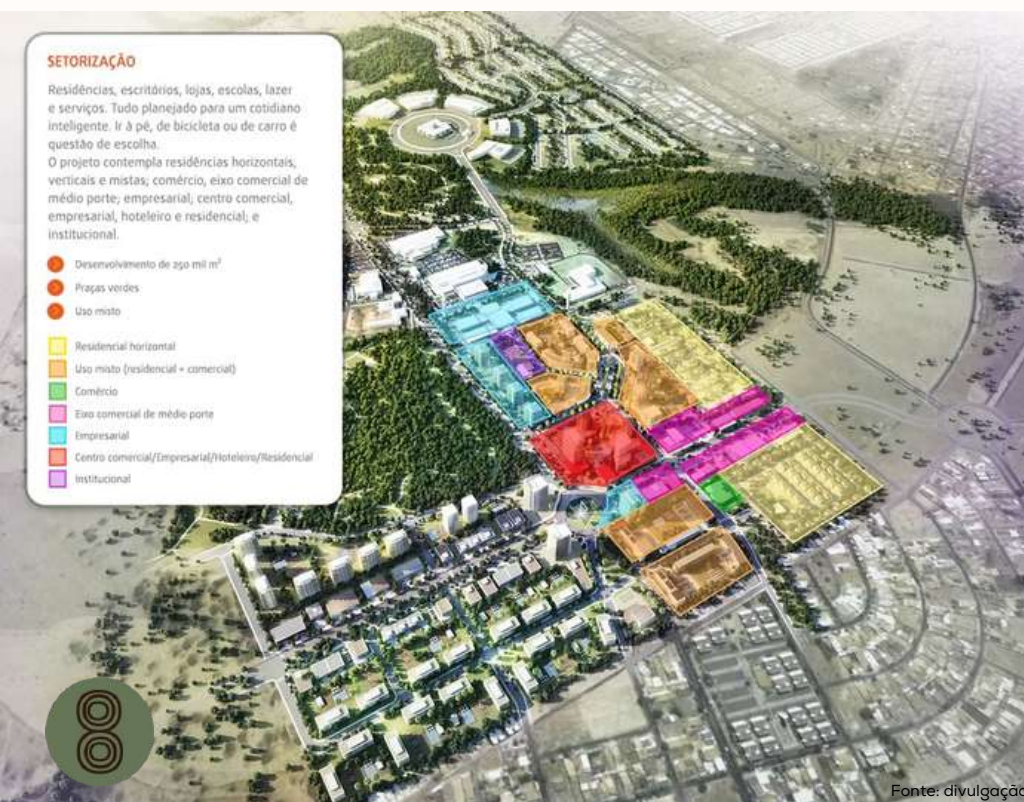 SETORIZAÇÃO
Residências, escritórios, lojas, escolas, lazer
e serviços. Tudo planejado para um cotidiano
inteligente. Ir à pé, de bicicleta ou de carro é
questão de escolha.
O projeto contempla residências horizontais,
verticais e mistas; comércio, eixo comercial de
médio porte; empresarial; centro comercial,
empresarial, hoteleiro e residencial; e
institucional.
Desenvolvimento de 250 mil m²
Praças verdes
Uso misto
Residencial horizontal
Uso misto (residencial + comercial)
Comércio
Eixo comercial de médio porte
Empresarial
Centro comercial/Empresarial/Hoteleiro/Residencial
Institucional
Fonte: divulgação